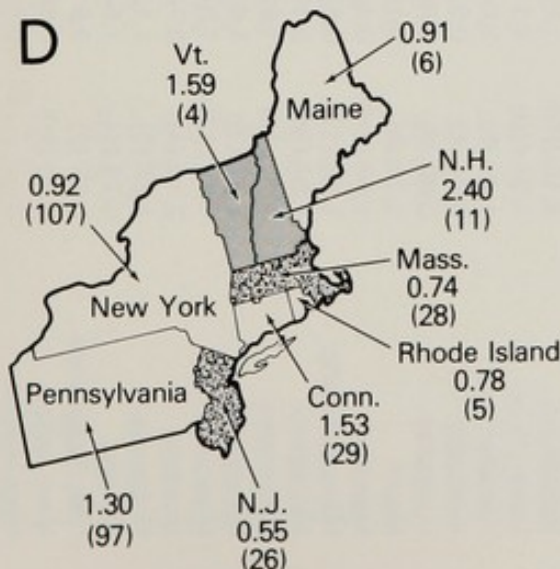 D
Vt.
1.59
(4)
0.91
(6)
Maine
N.H.
2.40
(11)
0.92
(107)
Mass.
0.74
(28)
New York
Rhode Island
0.78
(5)
Pennsylvania
Conn.
1.53
(29)
1.30
(97)
N.J.
0.55
(26)